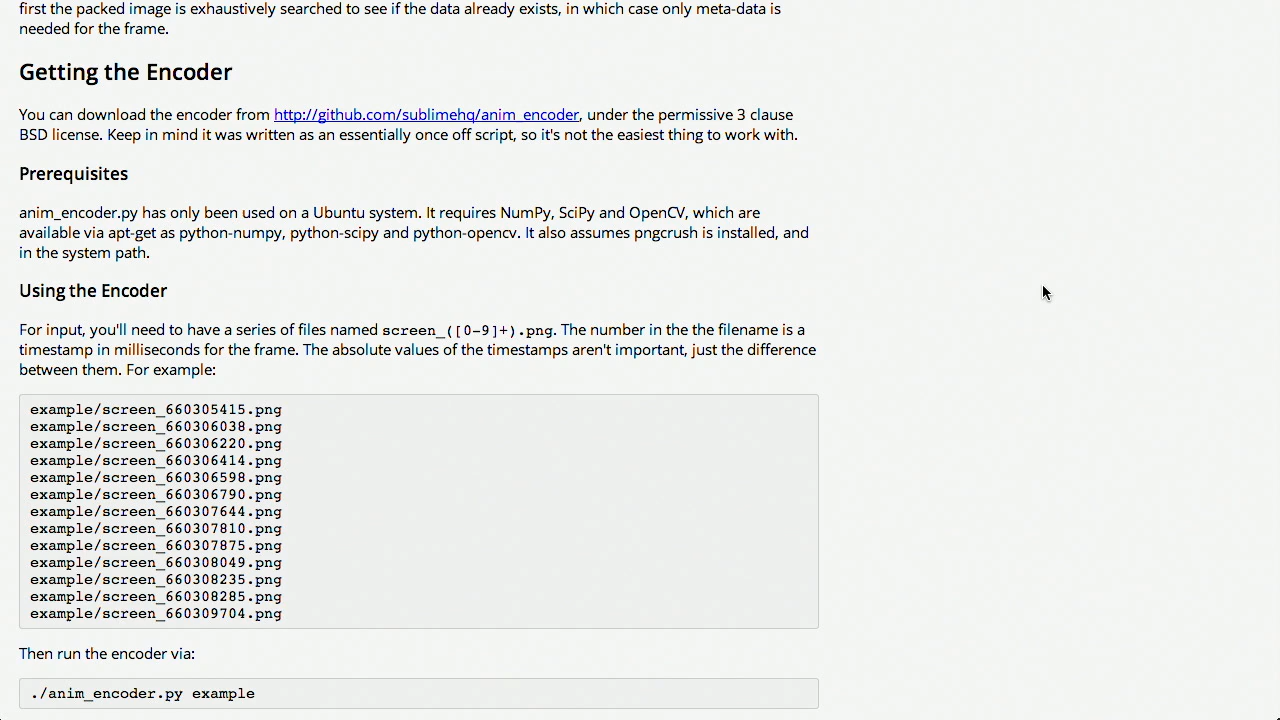 first the packed image is exhaustively searched to see if the data already exists, in which case only meta-data is
needed for the frame.
Getting the Encoder
You can download the encoder from http://github.com/sublimehq/anim_encoder, under the permissive 3 clause
BSD license. Keep in mind it was written as an essentially once off script, so it's not the easiest thing to work with.
Prerequisites
anim_encoder.py has only been used on a Ubuntu system. It requires NumPy, SciPy and OpenCV, which are
available via apt-get as python-numpy, python-scipy and python-opencv. It also assumes pngcrush is installed, and
in the system path.
Using the Encoder
For input, you'll need to have a series of files named screen_([0-9]+).png. The number in the the filename is a
timestamp in milliseconds for the frame. The absolute values of the timestamps aren't important, just the difference
between them. For example:
example/screen_660305415.png
example/screen_660306038.png
example/screen_660306220.png
example/screen_660306414.png
example/screen_660306598.png
example/screen_660306790.png
example/screen_660307644.png
example/screen_660307810.png
example/screen_660307875.png
example/screen_660308049.png
example/screen_660308235.png
example/screen_660308285.png
example/screen_660309704.png
Then run the encoder via:
./anim_encoder.py example